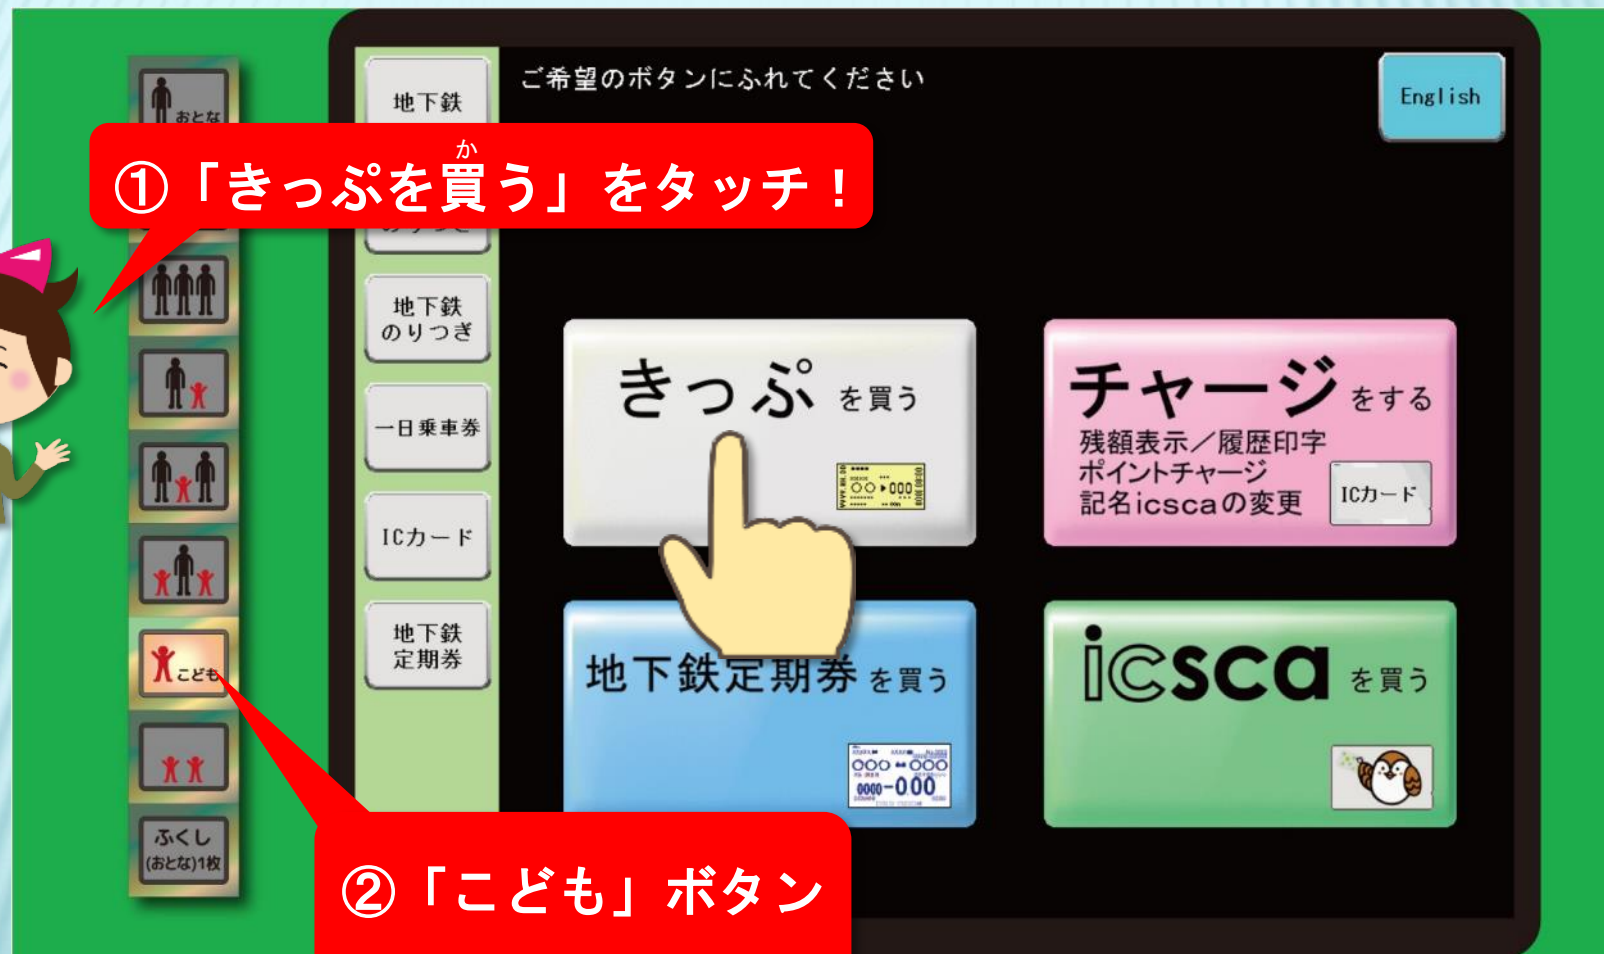 おとな
地下鉄
ご希望のボタンにふれてください
English
か
①「きっぷを買う」をタッチ！
地下鉄
のりつぎ
一日乗車券
ICカード
地下鉄
定期券
きっぷを買う
チャージをする
残額表示／履歴印字
ポイントチャージ
記名icscaの変更
ICカード
こども
地下鉄定期券を買う
icscaを買う
ふくし
(おとな)1枚
②「こども」ボタン